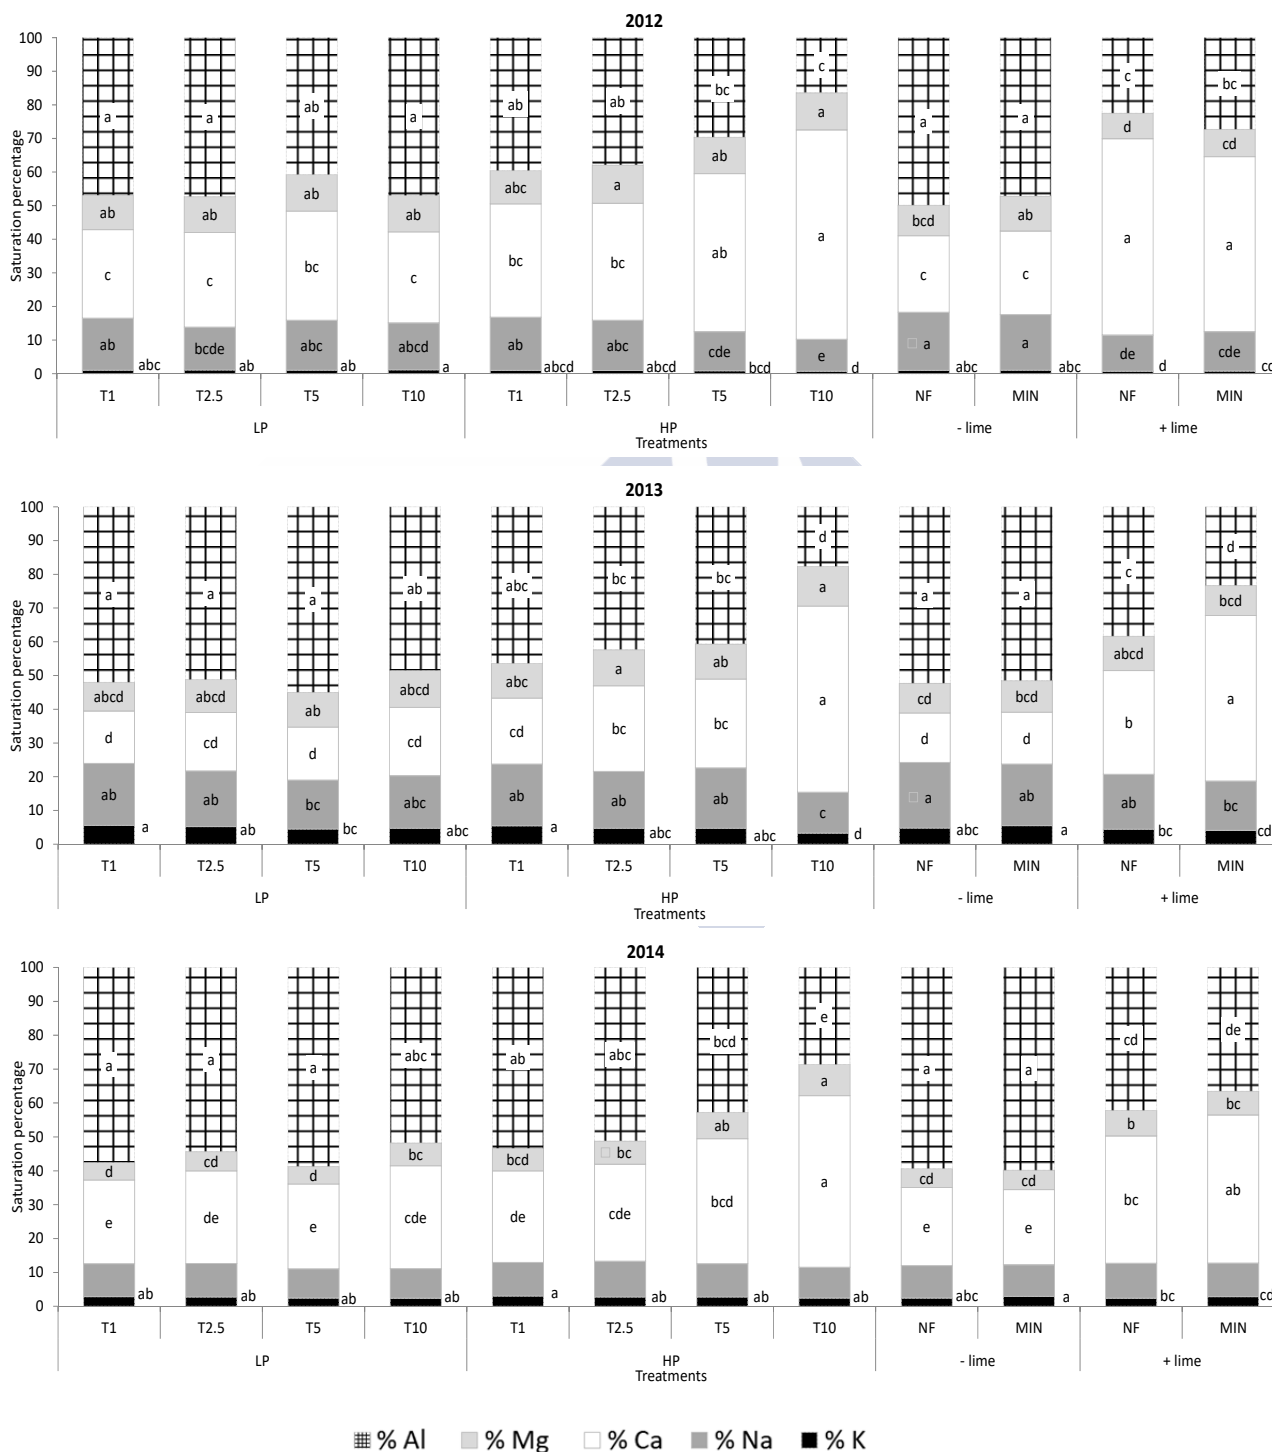 2012
100
90
80
70
60
50
40
30
20
10
0
Saturation percentage
a a ab a ab ab bc c a a c bc
ab ab ab ab abc a ab a bcd ab d cd
c c bc c bc bc ab a c c a a
ab bcde abc abcd ab abc cde e a a de cde
abc ab ab a abcd abcd bcd d abc abc d cd
T1 T2.5 T5 T10 T1 T2.5 T5 T10 NF MIN NF MIN
LP HP - lime + lime
Treatments
2013
100
90
80
70
60
50
40
30
20
10
0
Saturation percentage
a a a ab abc bc bc d a a c d
abcd abcd ab abcd abc a ab a cd bcd abcd bcd
d cd d cd cd bc bc a d d b a
ab ab bc abc ab ab ab c a ab ab bc
a ab bc abc a abc abc d abc a bc cd
T1 T2.5 T5 T10 T1 T2.5 T5 T10 NF MIN NF MIN
LP HP - lime + lime
Treatments
2014
100
90
80
70
60
50
40
30
20
10
0
Saturation percentage
a a a abc ab abc bcd e a a cd de
d cd d bc bcd bc ab a cd cd b bc
e de e cde de cde bcd a e e bc ab
ab ab ab ab a ab ab ab abc a bc cd
T1 T2.5 T5 T10 T1 T2.5 T5 T10 NF MIN NF MIN
LP HP - lime + lime
Treatments
% Al % Mg % Ca % Na % K